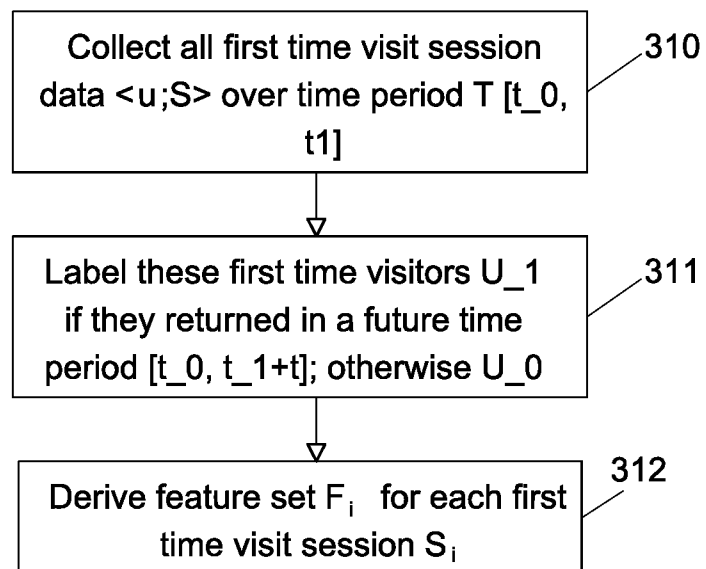 Collect all first time visit session
data <u;S> over time period T [t_0,
t1]
310
Label these first time visitors U_1
if they returned in a future time
period [t_0, t_1+t]; otherwise U_0
311
Derive feature set F i for each first
time visit session S i
312